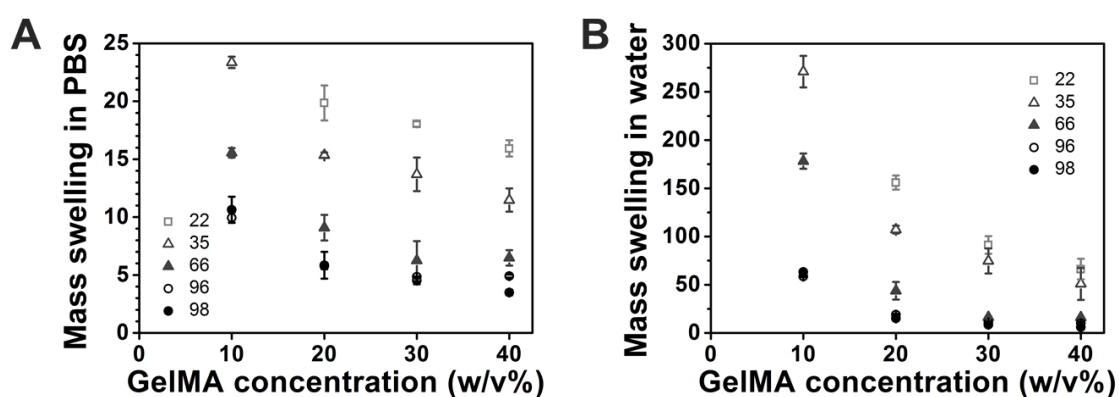 A
Mass swelling in PBS
25
20
15
10
5
0
22
35
66
96
98
0 10 20 30 40
GelMA concentration (w/v%)
B
Mass swelling in water
300
250
200
150
100
50
0
22
35
66
96
98
0 10 20 30 40
GelMA concentration (w/v%)